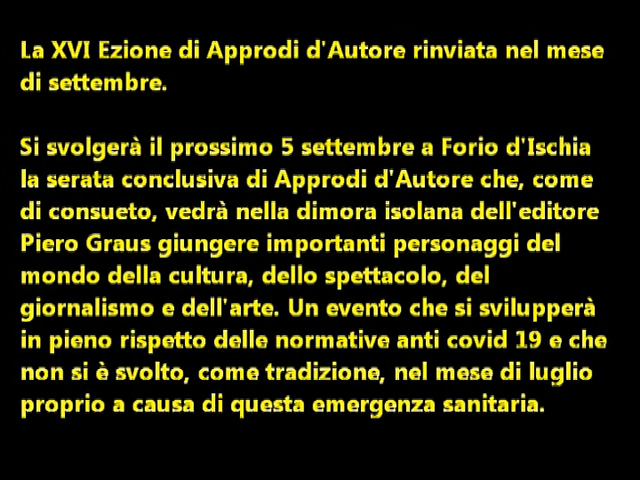 La XVI Ezione di Approdi d'Autore rinviata nel mese
di settembre.
Si svolgerà il prossimo 5 settembre a Forio d'Ischia
la serata conclusiva di Approdi d'Autore che, come
di consueto, vedrà nella dimora isolana dell'editore
Piero Graus giungere importanti personaggi del
mondo della cultura, dello spettacolo, del
giornalismo e dell'arte. Un evento che si svilupperà
in pieno rispetto delle normative anti covid 19 e che
non si è svolto, come tradizione, nel mese di luglio
proprio a causa di questa emergenza sanitaria.